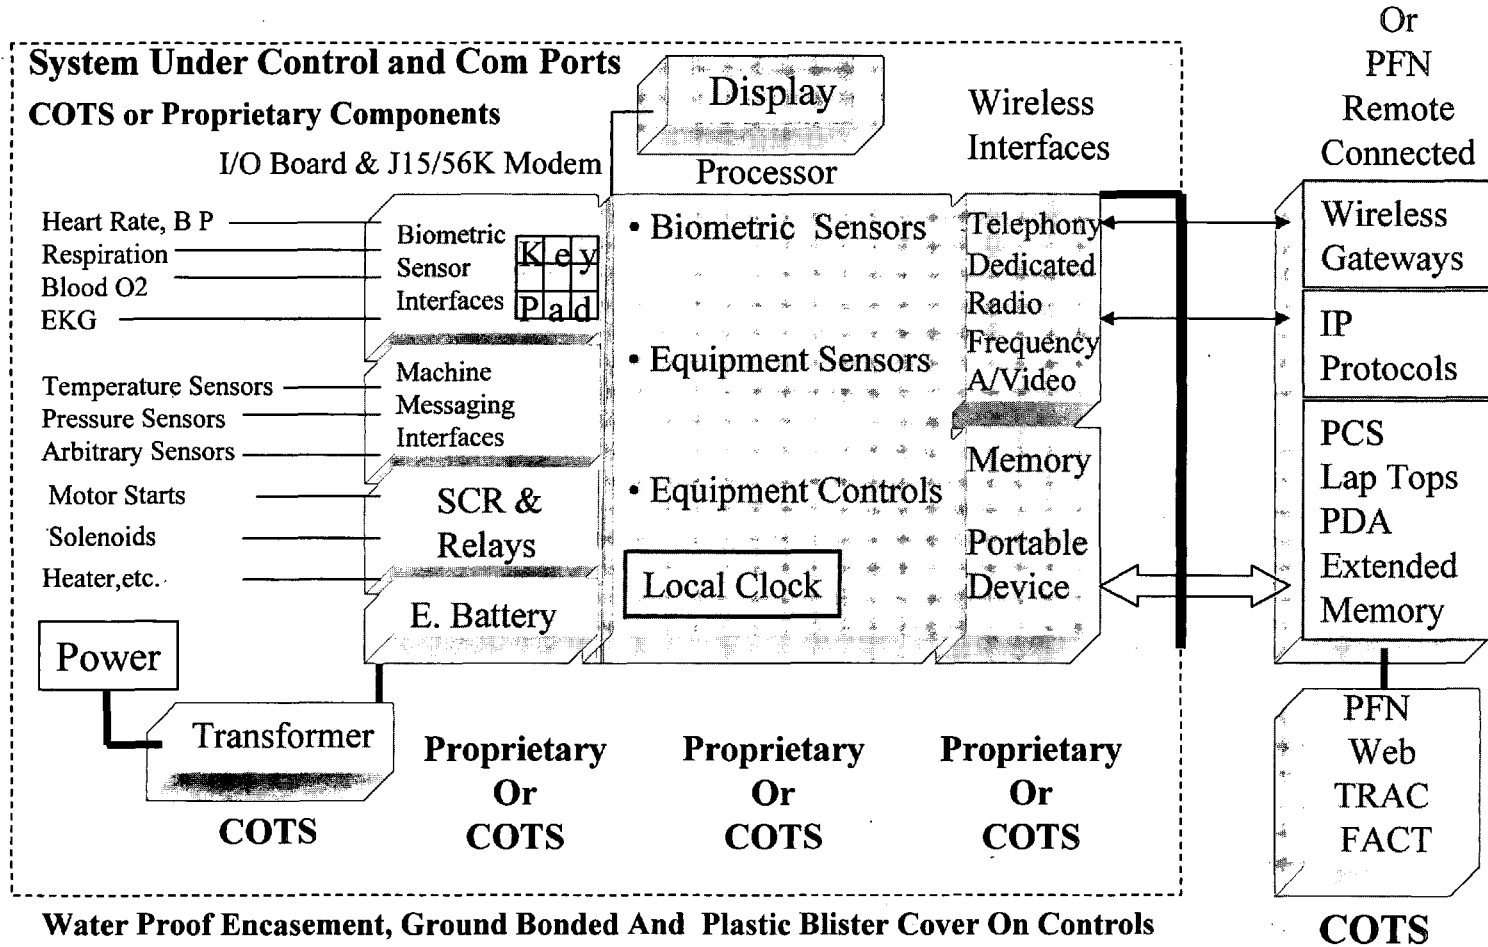 Or
PFN
Remote
Connected
System Under Control and Com Ports
COTS or Proprietary Components
I/O Board & J15/56K Modem
Display
Processor
Wireless
Interfaces
Heart Rate, B P
Respiration
Blood O2
EKG
Biometric
Sensor
Interfaces
Key
Pad
Temperature Sensors
Pressure Sensors
Arbitrary Sensors
Machine
Messaging
Interfaces
Motor Starts
Solenoids
Heater,etc.
SCR &
Relays
E. Battery
• Biometric Sensors
• Equipment Sensors
• Equipment Controls
Local Clock
Telephony
Dedicated
Radio
Frequency
A/Video
Memory
Portable
Device
Wireless
Gateways
IP
Protocols
PCS
Lap Tops
PDA
Extended
Memory
Power
Transformer
COTS
Proprietary
Or
COTS
Proprietary
Or
COTS
Proprietary
Or
COTS
PFN
Web
TRAC
FACT
COTS
Water Proof Encasement, Ground Bonded And Plastic Blister Cover On Controls